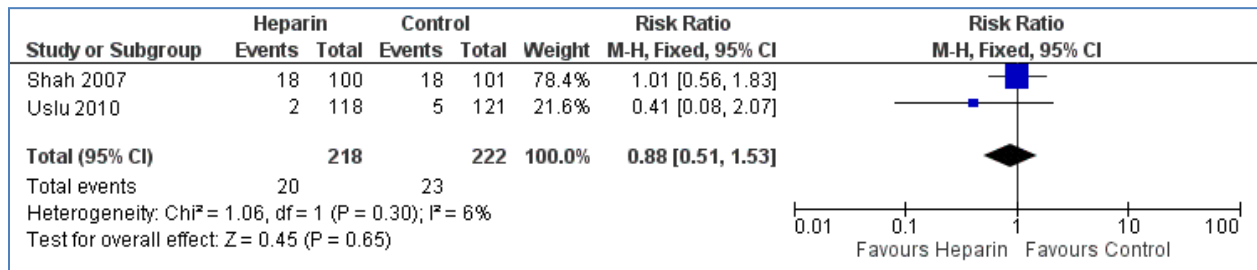 Heparin Control Risk Ratio Risk Ratio
Study or Subgroup Events Total Events Total Weight M-H, Fixed, 95% CI M-H, Fixed, 95% CI
Shah 2007 18 100 18 101 78.4% 1.01 [0.56, 1.83]
Uslu 2010 2 118 5 121 21.6% 0.41 [0.08, 2.07]
Total (95% CI) 218 222 100.0% 0.88 [0.51, 1.53]
Total events 20 23
Heterogeneity: Chi² = 1.06, df = 1 (P = 0.30); I² = 6%
Test for overall effect: Z = 0.45 (P = 0.65)
0.01 0.1 1 10 100
Favours Heparin Favours Control